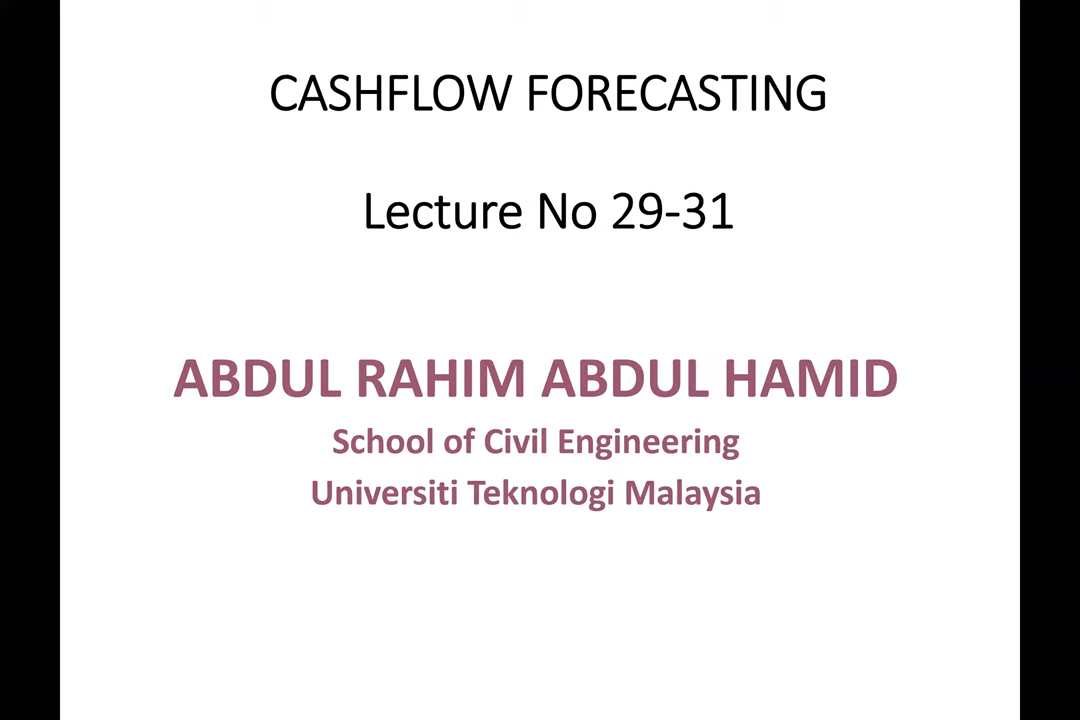 CASHFLOW FORECASTING
Lecture No 29-31
ABDUL RAHIM ABDUL HAMID
School of Civil Engineering
Universiti Teknologi Malaysia